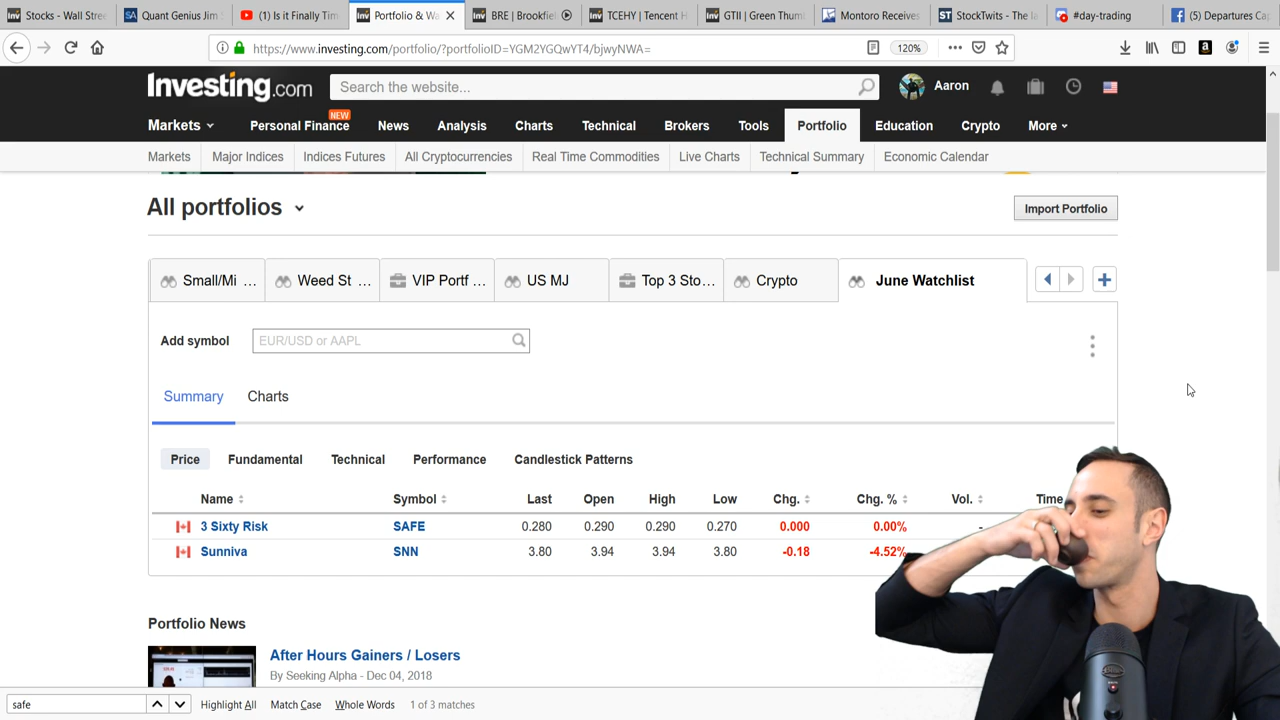 Stocks - Wall Stree
Quant Genius Jim S
(1) Is it Finally Tim
Portfolio & Wa
BRE | Brookfiel
TCEHY | Tencent H
GTII | Green Thum
Montoro Receives
StockTwits - The la
#day-trading
(5) Departures Cap
https://www.investing.com/portfolio/?portfolioID=YGM2YGQwYT4/bjwyNWA=
120%
Investing.com
Search the website...
Aaron
NEW
Markets
Personal Finance
News
Analysis
Charts
Technical
Brokers
Tools
Portfolio
Education
Crypto
More
Markets
Major Indices
Indices Futures
All Cryptocurrencies
Real Time Commodities
Live Charts
Technical Summary
Economic Calendar
All portfolios
Import Portfolio
Small/Mi ...
Weed St ...
VIP Portf ...
US MJ
Top 3 Sto...
Crypto
June Watchlist
Add symbol
EUR/USD or AAPL
Summary
Charts
Price
Fundamental
Technical
Performance
Candlestick Patterns
Name Symbol Last Open High Low Chg. Chg. % Vol. Time
3 Sixty Risk SAFE 0.280 0.290 0.290 0.270 0.000 0.00% -
Sunniva SNN 3.80 3.94 3.94 3.80 -0.18 -4.52%
Portfolio News
After Hours Gainers / Losers
By Seeking Alpha - Dec 04, 2018
safe
Highlight All
Match Case
Whole Words
1 of 3 matches